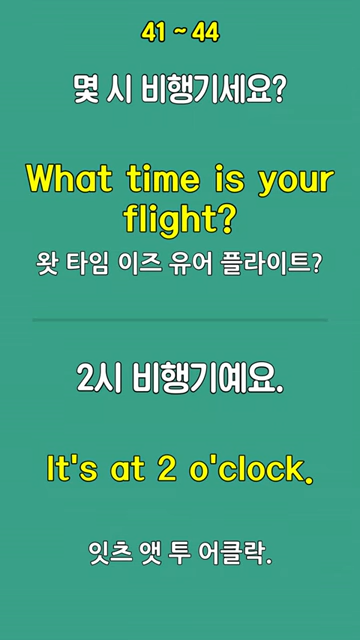 41 ~ 44
몇 시 비행기세요?
What time is your
flight?
왓 타임 이즈 유어 플라이트?
2시 비행기예요.
It's at 2 o'clock.
잇츠 앳 투 어클락.